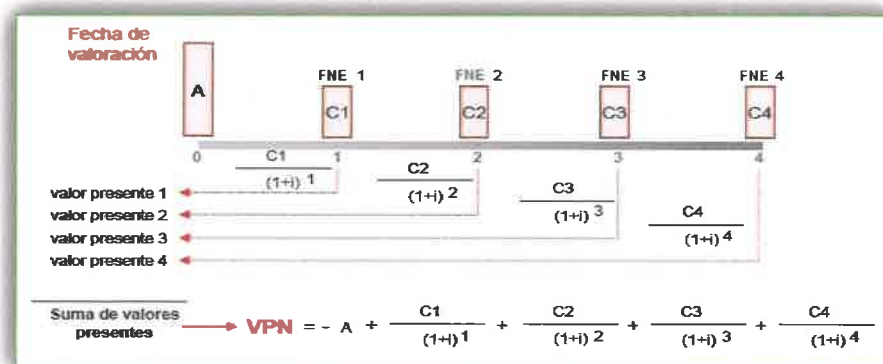 Fecha de
valoración
FNE 1 FNE 2 FNE 3 FNE 4
A C1 C2 C3 C4
0 1 2 3 4
C1
(1+i) 1
C2
(1+i) 2
C3
(1+i) 3
C4
(1+i) 4
valor presente 1
valor presente 2
valor presente 3
valor presente 4
Suma de valores
presentes
VPN = - A + C1 + C2 + C3 + C4
(1+i) 1 (1+i) 2 (1+i) 3 (1+i) 4